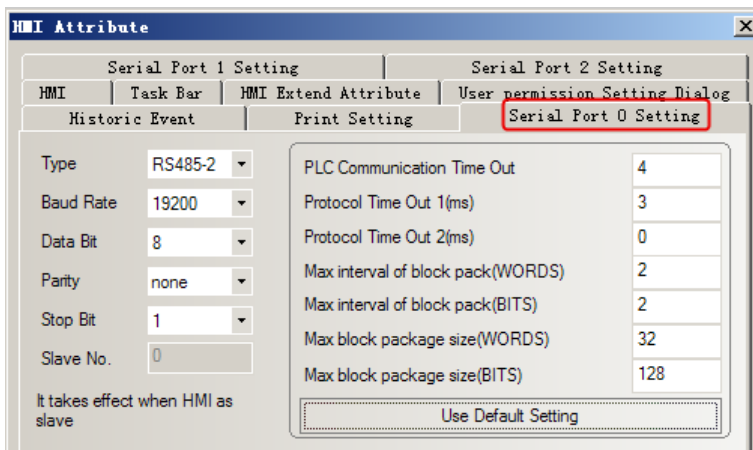 HMI Attribute
Serial Port 1 Setting
Serial Port 2 Setting
HMI
Task Bar
HMI Extend Attribute
User permission Setting Dialog
Historic Event
Print Setting
Serial Port 0 Setting
Type RS485-2
Baud Rate 19200
Data Bit 8
Parity none
Stop Bit 1
Slave No. 0
It takes effect when HMI as
slave
PLC Communication Time Out 4
Protocol Time Out 1(ms) 3
Protocol Time Out 2(ms) 0
Max interval of block pack(WORDS) 2
Max interval of block pack(BITS) 2
Max block package size(WORDS) 32
Max block package size(BITS) 128
Use Default Setting